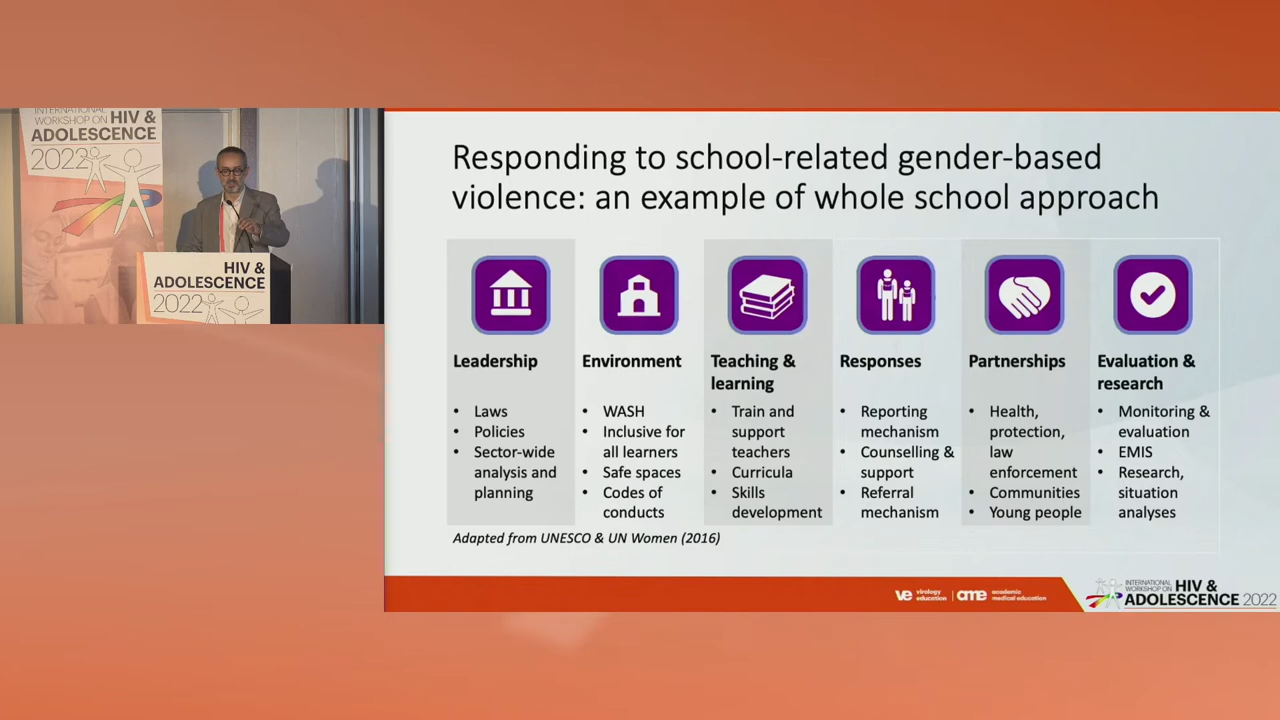 INTERNATIONAL
WORKSHOP ON HIV &
ADOLESCENCE
2022
HIV &
ADOLESCENCE
2022
Responding to school-related gender-based
violence: an example of whole school approach
Leadership
• Laws
• Policies
• Sector-wide
analysis and
planning
Environment
• WASH
• Inclusive for
all learners
• Safe spaces
• Codes of
conducts
Teaching &
learning
• Train and
support
teachers
• Curricula
• Skills
development
Responses
• Reporting
mechanism
• Counselling &
support
• Referral
mechanism
Partnerships
• Health,
protection,
law
enforcement
• Communities
• Young people
Evaluation &
research
• Monitoring &
evaluation
• EMIS
• Research,
situation
analyses
Adapted from UNESCO & UN Women (2016)
ve virology
education
ame academic
medical education
INTERNATIONAL
WORKSHOP ON HIV &
ADOLESCENCE 2022